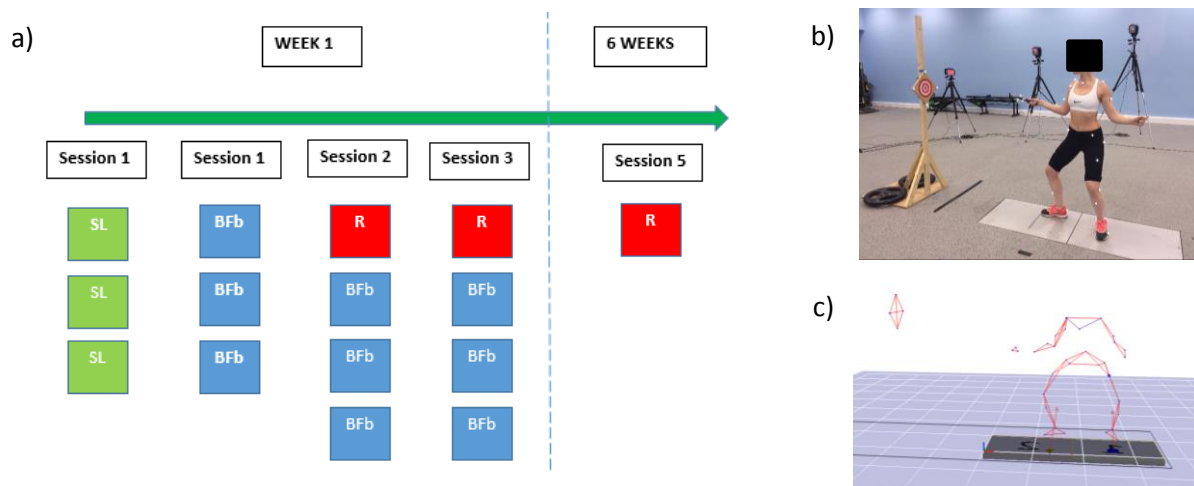 a)
WEEK 1
6 WEEKS
Session 1
Session 1
Session 2
Session 3
Session 5
SL
BFb
R
R
R
SL
BFb
BFb
BFb
SL
BFb
BFb
BFb
BFb
BFb
b)
c)